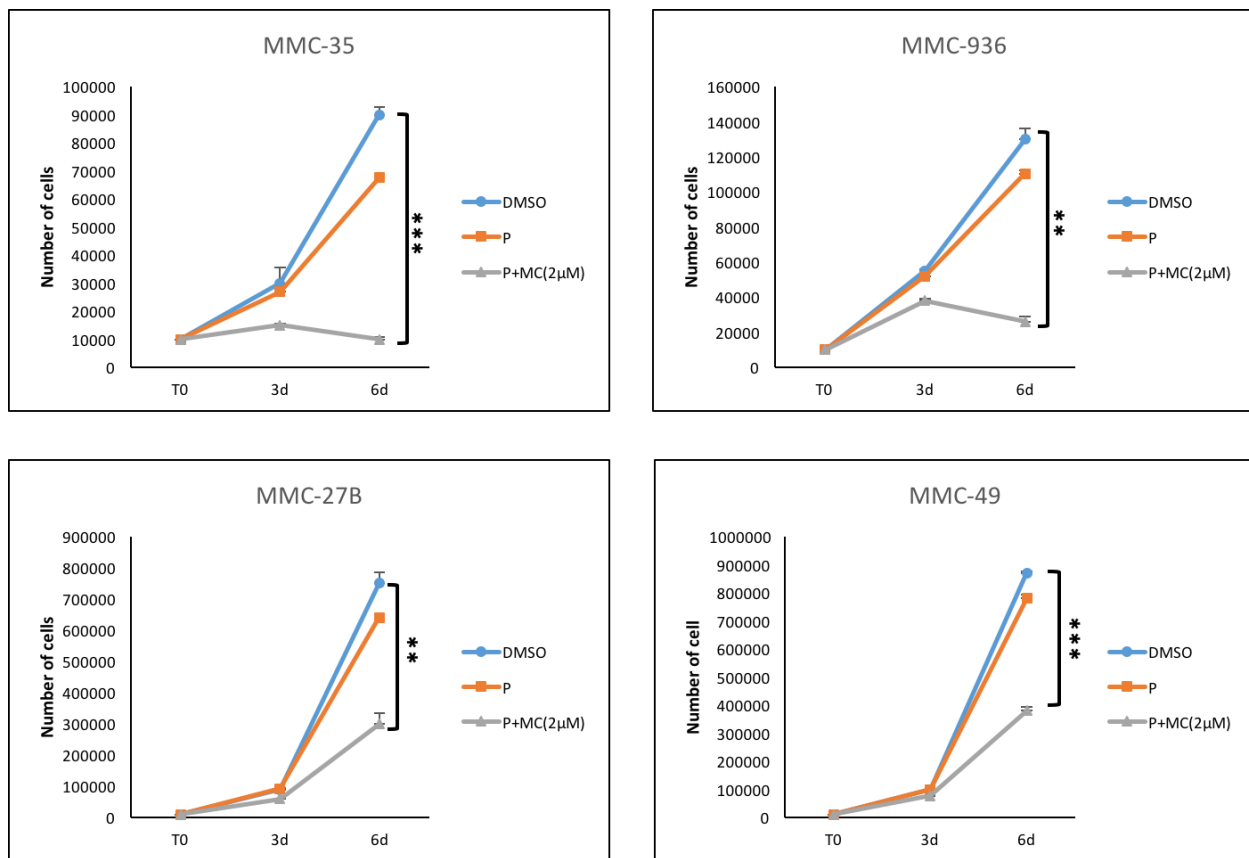 MMC-35
100000
90000
80000
70000
60000
50000
40000
30000
20000
10000
0
Number of cells
T0 3d 6d
***
DMSO
P
P+MC(2μM)
MMC-936
160000
140000
120000
100000
80000
60000
40000
20000
0
Number of cells
T0 3d 6d
**
DMSO
P
P+MC(2μM)
MMC-27B
900000
800000
700000
600000
500000
400000
300000
200000
100000
0
Number of cells
T0 3d 6d
**
DMSO
P
P+MC(2μM)
MMC-49
1000000
900000
800000
700000
600000
500000
400000
300000
200000
100000
0
Number of cell
T0 3d 6d
***
DMSO
P
P+MC(2μM)